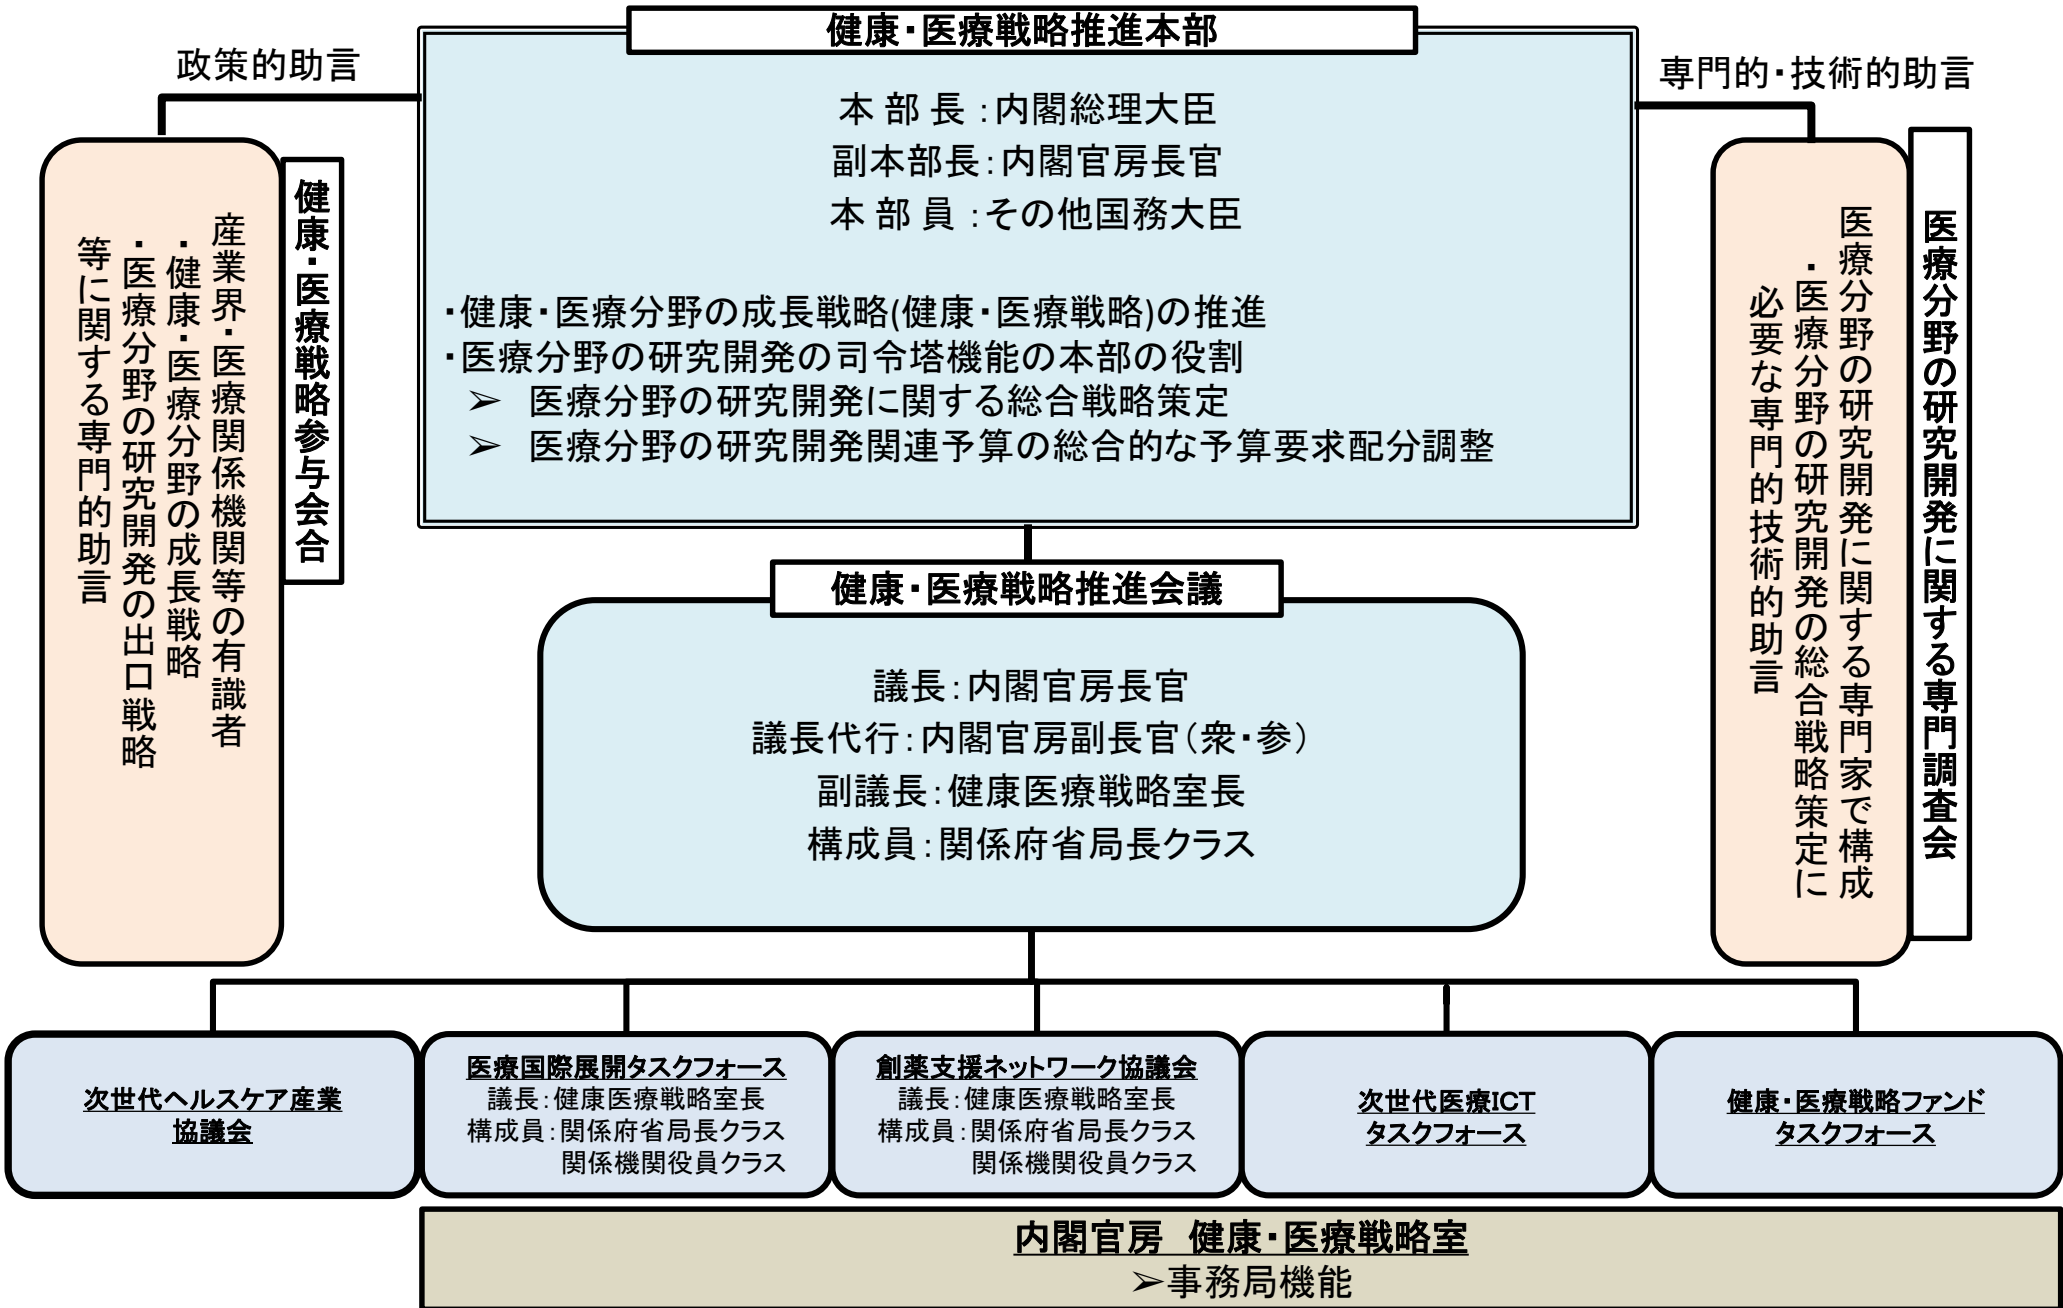 健康・医療戦略推進本部
政策的助言
専門的・技術的助言
本 部 長 ：内閣総理大臣
副本部長：内閣官房長官
本 部 員 ：その他国務大臣
・健康・医療分野の成長戦略(健康・医療戦略)の推進
・医療分野の研究開発の司令塔機能の本部の役割
➢ 医療分野の研究開発に関する総合戦略策定
➢ 医療分野の研究開発関連予算の総合的な予算要求配分調整
健康・医療戦略参与会合
産業界・医療関係機関等の有識者
・健康・医療分野の成長戦略
・医療分野の研究開発の出口戦略
等に関する専門的助言
医療分野の研究開発に関する専門調査会
医療分野の研究開発に関する専門家で構成
・医療分野の研究開発の総合戦略策定に
必要な専門的技術的助言
健康・医療戦略推進会議
議長：内閣官房長官
議長代行：内閣官房副長官（衆・参）
副議長：健康医療戦略室長
構成員：関係府省局長クラス
次世代ヘルスケア産業
協議会
医療国際展開タスクフォース
議長：健康医療戦略室長
構成員：関係府省局長クラス
関係機関役員クラス
創薬支援ネットワーク協議会
議長：健康医療戦略室長
構成員：関係府省局長クラス
関係機関役員クラス
次世代医療ICT
タスクフォース
健康・医療戦略ファンド
タスクフォース
内閣官房　健康・医療戦略室
➢事務局機能